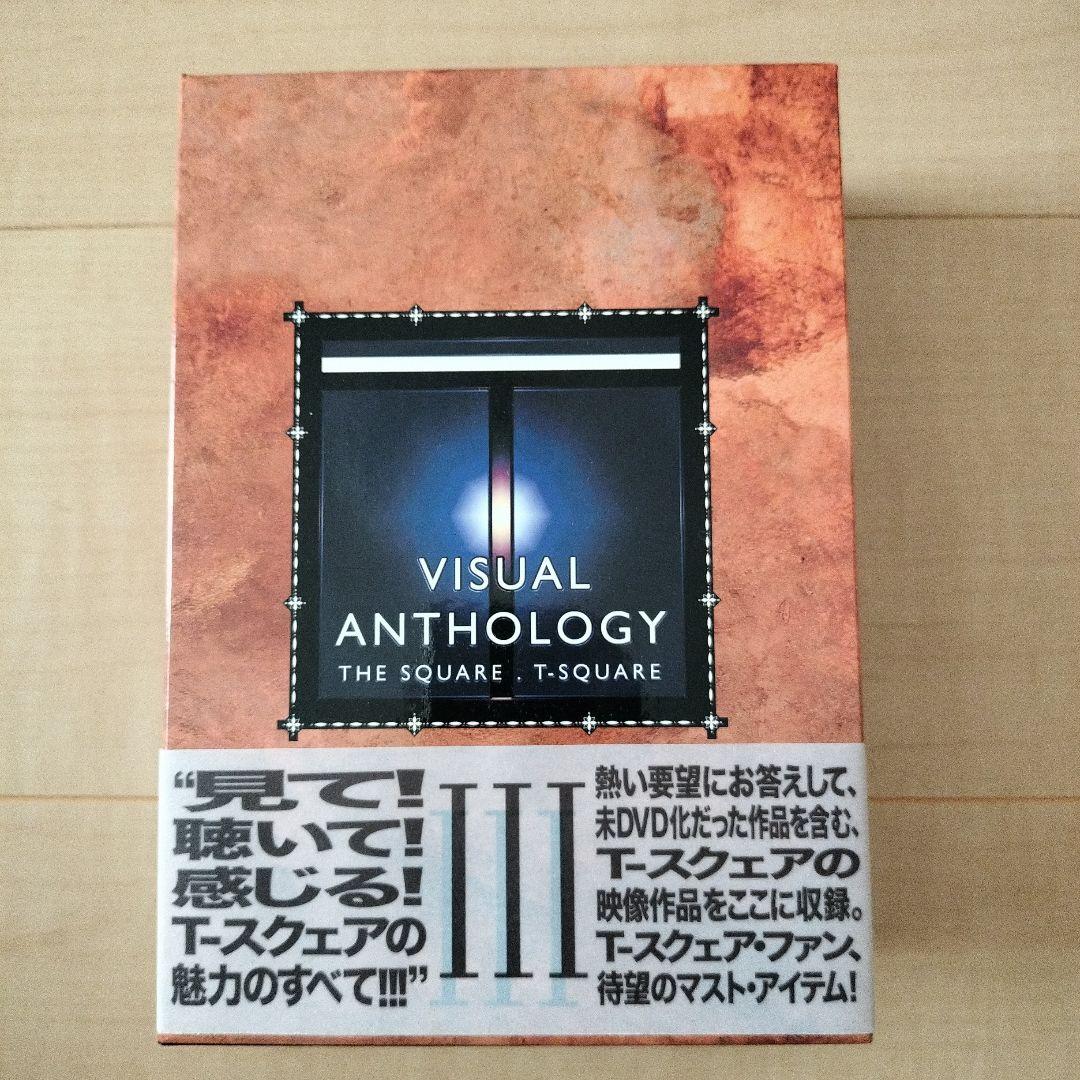 VISUAL
ANTHOLOGY
THE SQUARE . T-SQUARE
“見て!
聴いて!
感じる!
T-スクェアの
魅力のすべて!!!”
III
熱い要望にお答えして、
未DVD化だった作品を含む、
T-スクェアの
映像作品をここに収録。
T-スクェア・ファン、
待望のマスト・アイテム!